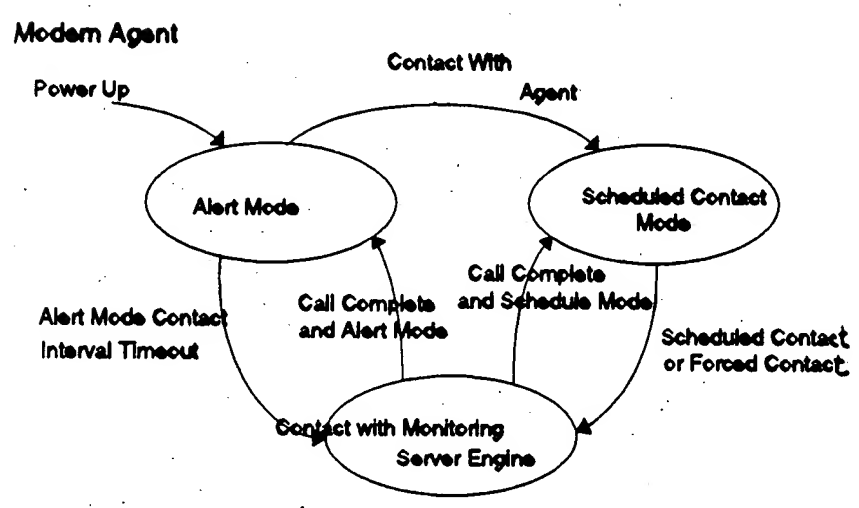 Modem Agent
Power Up
Contact With
Agent
Alert Mode
Scheduled Contact
Mode
Call Complete
and Schedule Mode
Call Complete
and Alert Mode
Alert Mode Contact
Interval Timeout
Scheduled Contact
or Forced Contact
Contact with Monitoring
Server Engine